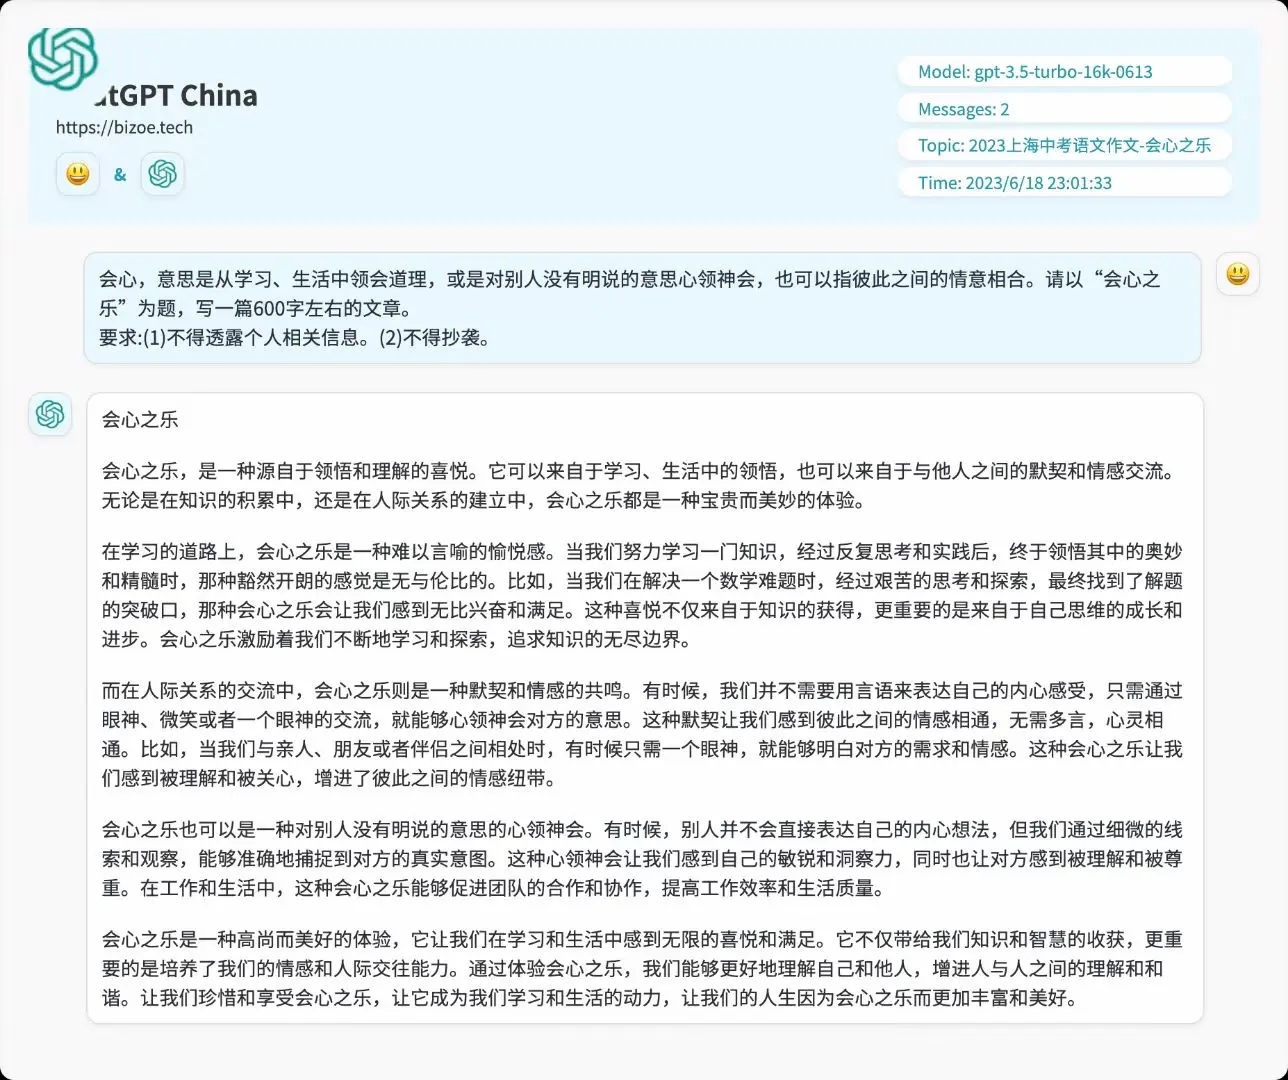 atGPT China
https://bizoe.tech
&
Model: gpt-3.5-turbo-16k-0613
Messages: 2
Topic: 2023上海中考语文作文-会心之乐
Time: 2023/6/18 23:01:33
会心，意思是从学习、生活中领会道理，或是对别人没有明说的意思心领神会，也可以指彼此之间的情意相合。请以“会心之
乐”为题，写一篇600字左右的文章。
要求:(1)不得透露个人相关信息。(2)不得抄袭。
会心之乐
会心之乐，是一种源自于领悟和理解的喜悦。它可以来自于学习、生活中的领悟，也可以来自于与他人之间的默契和情感交流。
无论是在知识的积累中，还是在人际关系的建立中，会心之乐都是一种宝贵而美妙的体验。
在学习的道路上，会心之乐是一种难以言喻的愉悦感。当我们努力学习一门知识，经过反复思考和实践后，终于领悟其中的奥妙
和精髓时，那种豁然开朗的感觉是无与伦比的。比如，当我们在解决一个数学难题时，经过艰苦的思考和探索，最终找到了解题
的突破口，那种会心之乐会让我们感到无比兴奋和满足。这种喜悦不仅来自于知识的获得，更重要的是来自于自己思维的成长和
进步。会心之乐激励着我们不断地学习和探索，追求知识的无尽边界。
而在人际关系的交流中，会心之乐则是一种默契和情感的共鸣。有时候，我们并不需要用言语来表达自己的内心感受，只需通过
眼神、微笑或者一个眼神的交流，就能够心领神会对方的意思。这种默契让我们感到彼此之间的情感相通，无需多言，心灵相
通。比如，当我们与亲人、朋友或者伴侣之间相处时，有时候只需一个眼神，就能够明白对方的需求和情感。这种会心之乐让我
们感到被理解和被关心，增进了彼此之间的情感纽带。
会心之乐也可以是一种对别人没有明说的意思的心领神会。有时候，别人并不会直接表达自己的内心想法，但我们通过细微的线
索和观察，能够准确地捕捉到对方的真实意图。这种心领神会让我们感到自己的敏锐和洞察力，同时也让对方感到被理解和被尊
重。在工作和生活中，这种会心之乐能够促进团队的合作和协作，提高工作效率和生活质量。
会心之乐是一种高尚而美好的体验，它让我们在学习和生活中感到无限的喜悦和满足。它不仅带给我们知识和智慧的收获，更重
要的是培养了我们的情感和人际交往能力。通过体验会心之乐，我们能够更好地理解自己和他人，增进人与人之间的理解和和
谐。让我们珍惜和享受会心之乐，让它成为我们学习和生活的动力，让我们的人生因为会心之乐而更加丰富和美好。